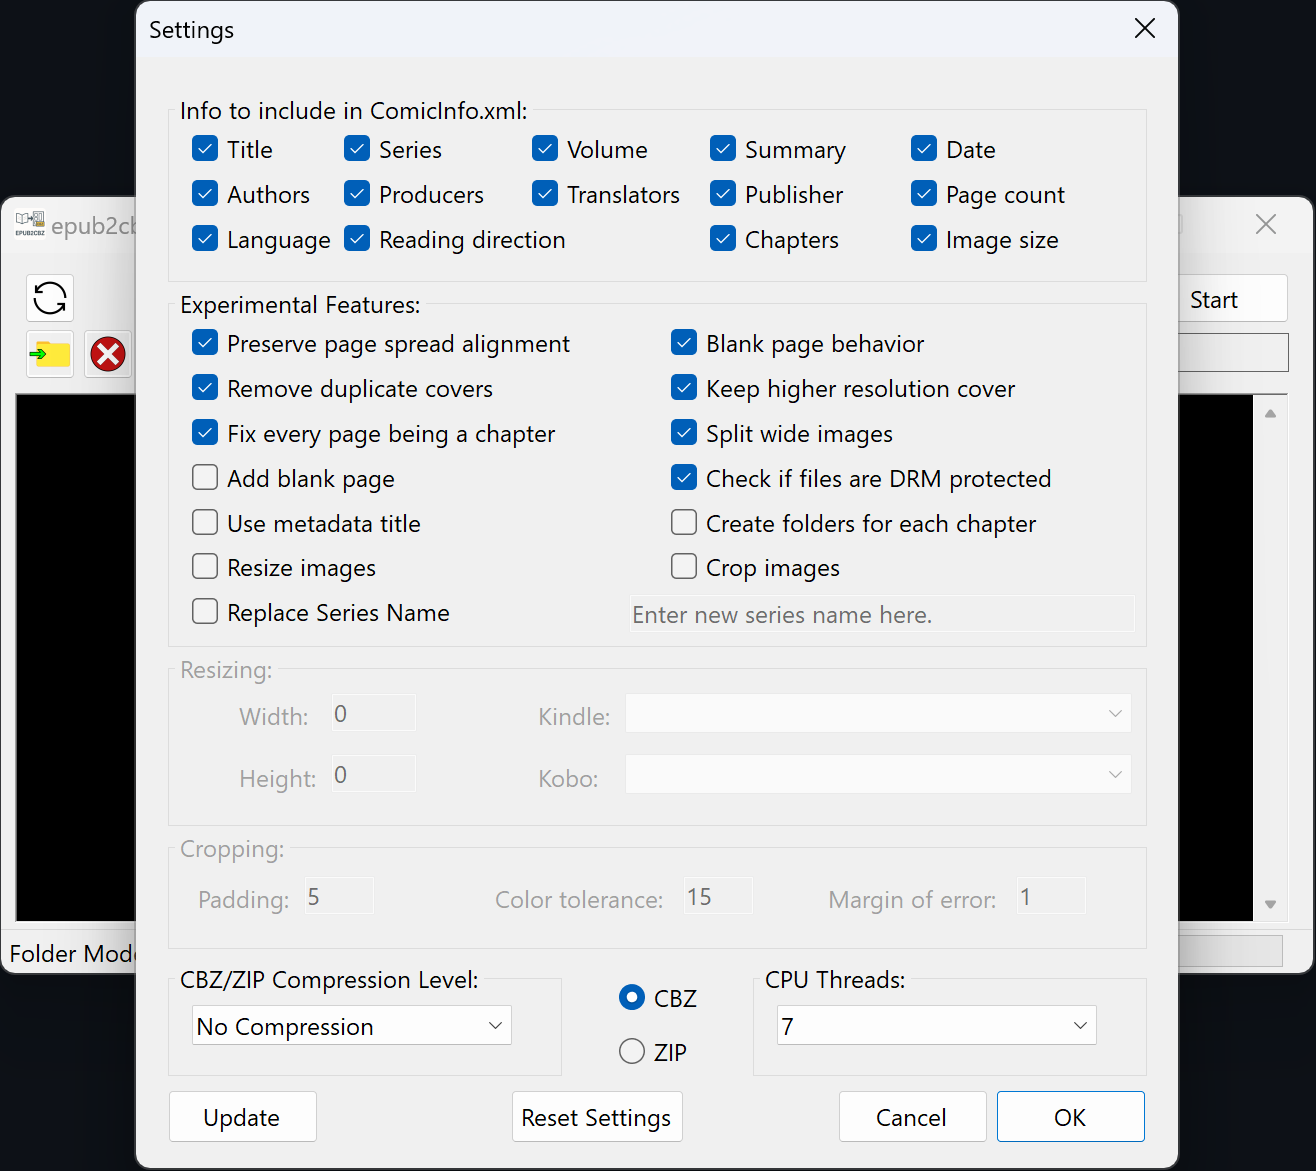 Settings
Info to include in ComicInfo.xml:
Title Series Volume Summary Date
Authors Producers Translators Publisher Page count
Language Reading direction Chapters Image size
EPUB2CBZ
epub2cb
Start
Experimental Features:
Preserve page spread alignment Blank page behavior
Remove duplicate covers Keep higher resolution cover
Fix every page being a chapter Split wide images
Add blank page Check if files are DRM protected
Use metadata title Create folders for each chapter
Resize images Crop images
Replace Series Name Enter new series name here.
Resizing:
Width: 0 Kindle:
Height: 0 Kobo:
Cropping:
Padding: 5 Color tolerance: 15 Margin of error: 1
Folder Mode
CBZ/ZIP Compression Level: CPU Threads:
No Compression CBZ 7
ZIP
Update Reset Settings Cancel OK